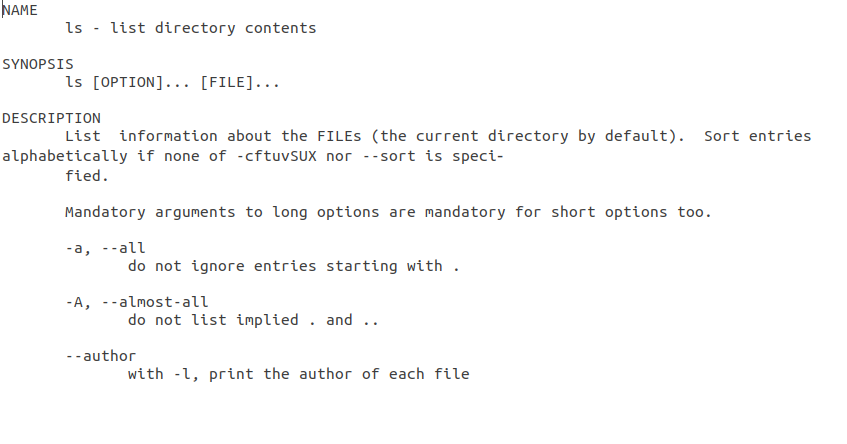 NAME
ls - list directory contents
SYNOPSIS
ls [OPTION]... [FILE]...
DESCRIPTION
List  information about the FILEs (the current directory by default).  Sort entries
alphabetically if none of -cftuvSUX nor --sort is speci-
fied.
Mandatory arguments to long options are mandatory for short options too.
-a, --all
do not ignore entries starting with .
-A, --almost-all
do not list implied . and ..
--author
with -l, print the author of each file